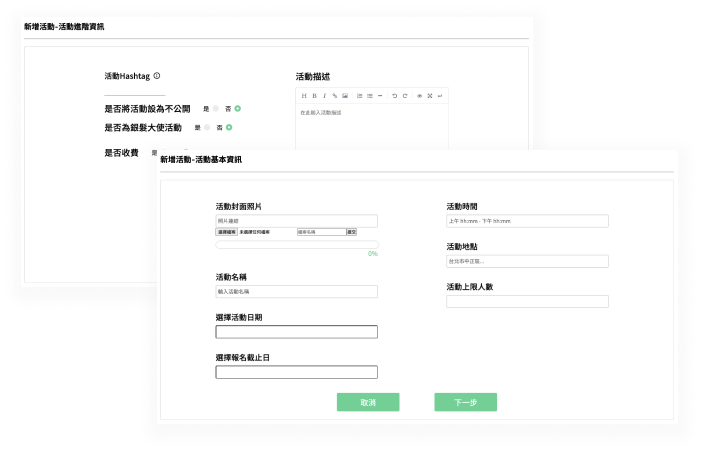 新增活動-活動進階資訊
活動Hashtag
活動描述
H B I
在此輸入活動描述
是否將活動設為不公開 是 否
是否為銀髮大使活動 是 否
是否收費
新增活動-活動基本資訊
活動封面照片
照片連結
選擇檔案 未選擇任何檔案 檔案名稱 提交
0%
活動名稱
輸入活動名稱
選擇活動日期
選擇報名截止日
活動時間
上午 hh:mm - 下午 hh:mm
活動地點
台北市中正區...
活動上限人數
取消 下一步